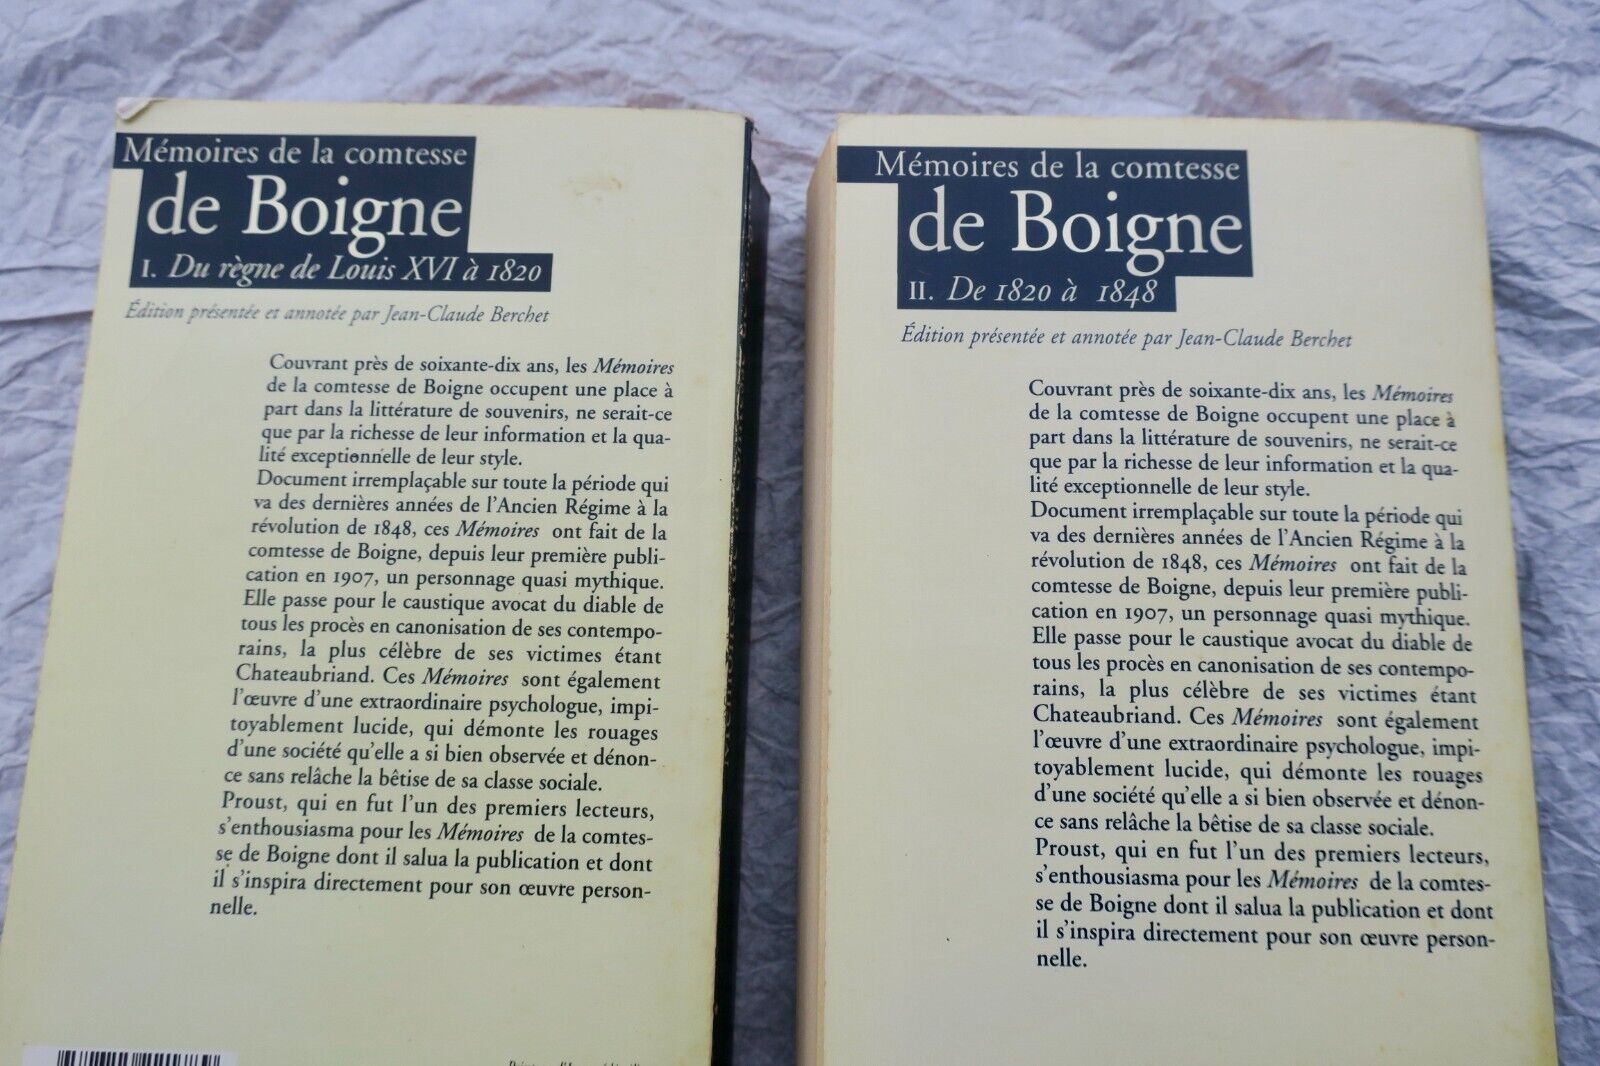 Mémoires de la comtesse
de Boigne
I. Du règne de Louis XVI à 1820
Édition présentée et annotée par Jean-Claude Berchet
Couvrant près de soixante-dix ans, les Mémoires
de la comtesse de Boigne occupent une place à
part dans la littérature de souvenirs, ne serait-ce
que par la richesse de leur information et la qua-
lité exceptionnelle de leur style.
Document irremplaçable sur toute la période qui
va des dernières années de l'Ancien Régime à la
révolution de 1848, ces Mémoires ont fait de la
comtesse de Boigne, depuis leur première publi-
cation en 1907, un personnage quasi mythique.
Elle passe pour le caustique avocat du diable de
tous les procès en canonisation de ses contempo-
rains, la plus célèbre de ses victimes étant
Chateaubriand. Ces Mémoires sont également
l'œuvre d'une extraordinaire psychologue, impi-
toyablement lucide, qui démonte les rouages
d'une société qu'elle a si bien observée et dénon-
ce sans relâche la bêtise de sa classe sociale.
Proust, qui en fut l'un des premiers lecteurs,
s'enthousiasma pour les Mémoires de la comtes-
se de Boigne dont il salua la publication et dont
il s'inspira directement pour son œuvre person-
nelle.
Mémoires de la comtesse
de Boigne
II. De 1820 à 1848
Édition présentée et annotée par Jean-Claude Berchet
Couvrant près de soixante-dix ans, les Mémoires
de la comtesse de Boigne occupent une place à
part dans la littérature de souvenirs, ne serait-ce
que par la richesse de leur information et la qua-
lité exceptionnelle de leur style.
Document irremplaçable sur toute la période qui
va des dernières années de l'Ancien Régime à la
révolution de 1848, ces Mémoires ont fait de la
comtesse de Boigne, depuis leur première publi-
cation en 1907, un personnage quasi mythique.
Elle passe pour le caustique avocat du diable de
tous les procès en canonisation de ses contempo-
rains, la plus célèbre de ses victimes étant
Chateaubriand. Ces Mémoires sont également
l'œuvre d'une extraordinaire psychologue, impi-
toyablement lucide, qui démonte les rouages
d'une société qu'elle a si bien observée et dénon-
ce sans relâche la bêtise de sa classe sociale.
Proust, qui en fut l'un des premiers lecteurs,
s'enthousiasma pour les Mémoires de la comtes-
se de Boigne dont il salua la publication et dont
il s'inspira directement pour son œuvre person-
nelle.